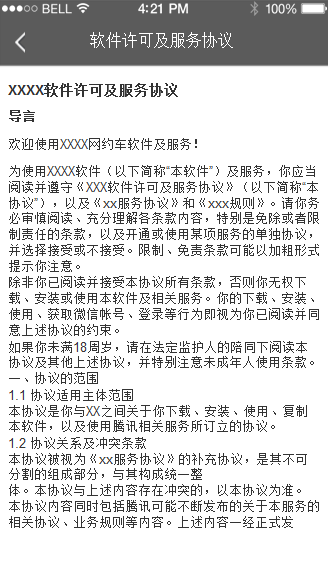 BELL 4:21 PM 100%
软件许可及服务协议
XXXX软件许可及服务协议
导言
欢迎使用XXXX网约车软件及服务！
为使用XXXX软件（以下简称“本软件”）及服务，你应当
阅读并遵守《XXX软件许可及服务协议》（以下简称“本
协议”），以及《xx服务协议》和《xxx规则》。请你务
必审慎阅读、充分理解各条款内容，特别是免除或者限
制责任的条款，以及开通或使用某项服务的单独协议，
并选择接受或不接受。限制、免责条款可能以加粗形式
提示你注意。
除非你已阅读并接受本协议所有条款，否则你无权下
载、安装或使用本软件及相关服务。你的下载、安装、
使用、获取微信帐号、登录等行为即视为你已阅读并同
意上述协议的约束。
如果你未满18周岁，请在法定监护人的陪同下阅读本
协议及其他上述协议，并特别注意未成年人使用条款。
一、协议的范围
1.1 协议适用主体范围
本协议是你与XX之间关于你下载、安装、使用、复制
本软件，以及使用腾讯相关服务所订立的协议。
1.2 协议关系及冲突条款
本协议被视为《xx服务协议》的补充协议，是其不可
分割的组成部分，与其构成统一整
体。本协议与上述内容存在冲突的，以本协议为准。
本协议内容同时包括腾讯可能不断发布的关于本服务的
相关协议、业务规则等内容。上述内容一经正式发